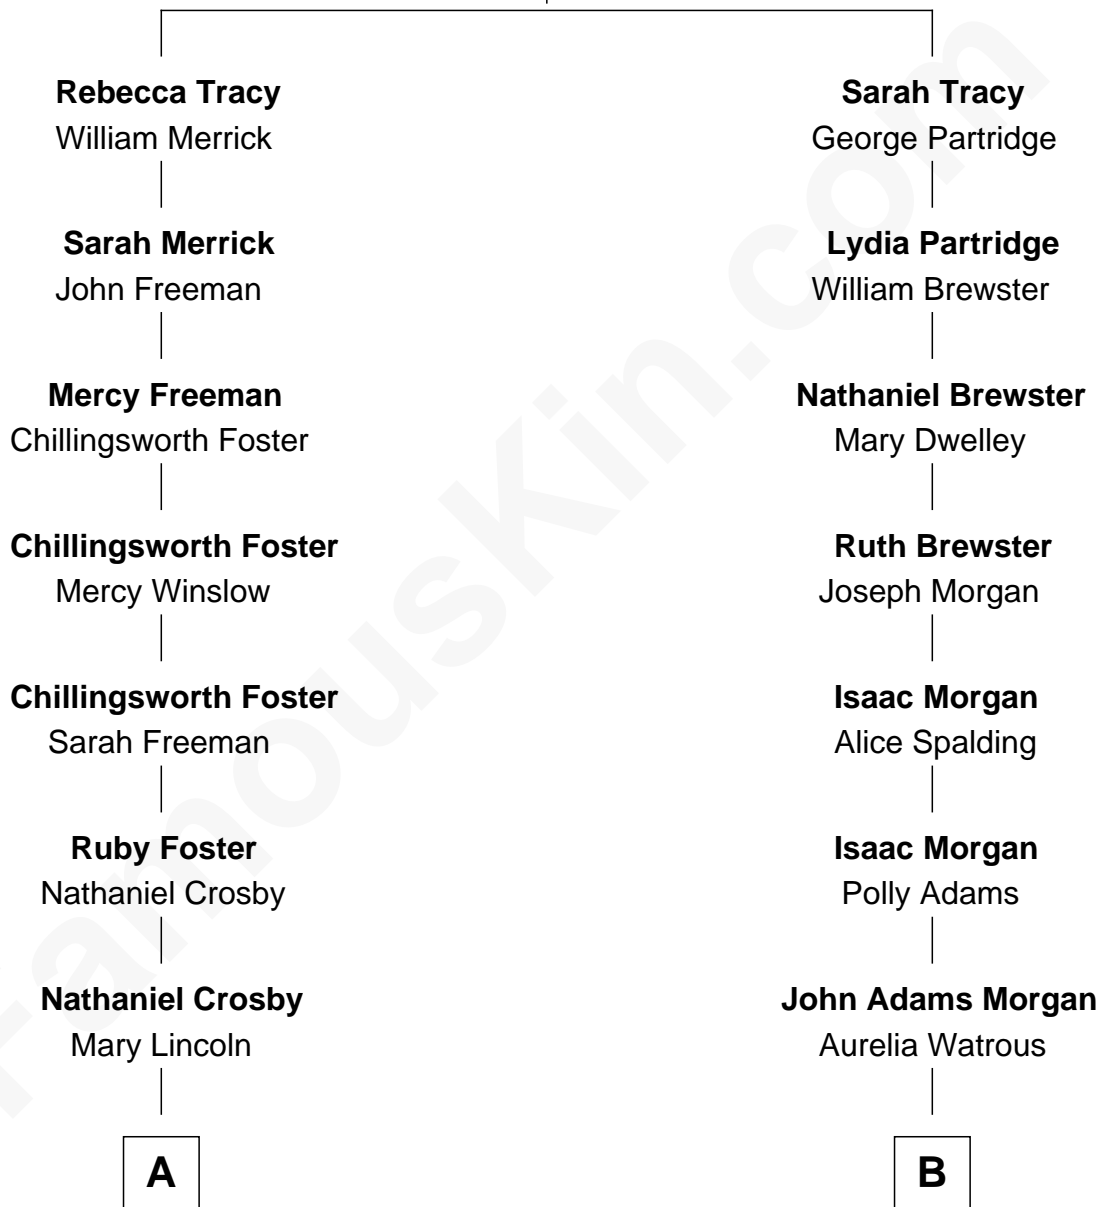 Rebecca Tracy
William Merrick
Sarah Merrick
John Freeman
Mercy Freeman
Chillingsworth Foster
Chillingsworth Foster
Mercy Winslow
Chillingsworth Foster
Sarah Freeman
Ruby Foster
Nathaniel Crosby
Nathaniel Crosby
Mary Lincoln
A
Sarah Tracy
George Partridge
Lydia Partridge
William Brewster
Nathaniel Brewster
Mary Dwelley
Ruth Brewster
Joseph Morgan
Isaac Morgan
Alice Spalding
Isaac Morgan
Polly Adams
John Adams Morgan
Aurelia Watrous
B
FamousKin.com